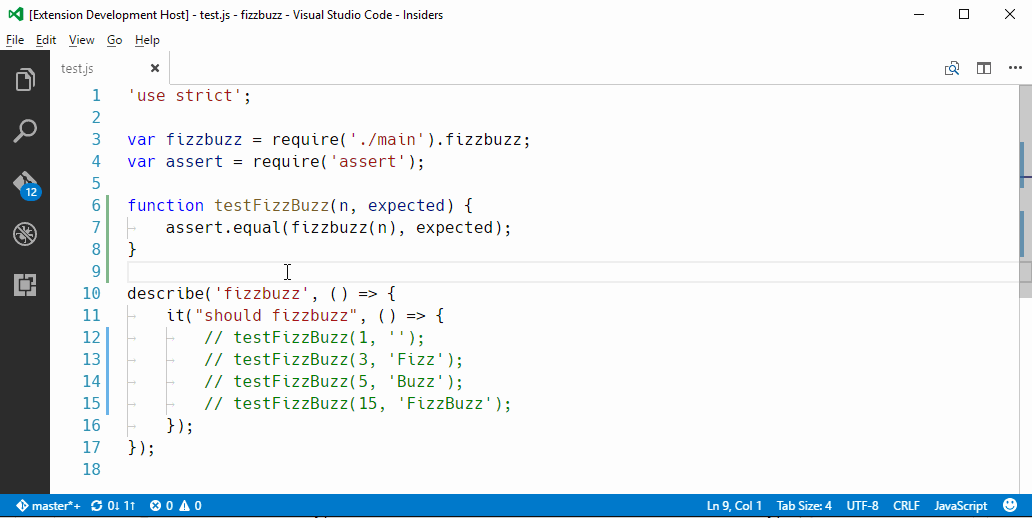 [Extension Development Host] - test.js - fizzbuzz - Visual Studio Code - Insiders
File Edit View Go Help
test.js
12
1 'use strict';
2
3 var fizzbuzz = require('./main').fizzbuzz;
4 var assert = require('assert');
5
6 function testFizzBuzz(n, expected) {
7 assert.equal(fizzbuzz(n), expected);
8 }
9
10 describe('fizzbuzz', () => {
11 it("should fizzbuzz", () => {
12 // testFizzBuzz(1, '');
13 // testFizzBuzz(3, 'Fizz');
14 // testFizzBuzz(5, 'Buzz');
15 // testFizzBuzz(15, 'FizzBuzz');
16 });
17 });
18
master*+ 0↓ 1↑ 0 0 Ln 9, Col 1 Tab Size: 4 UTF-8 CRLF JavaScript